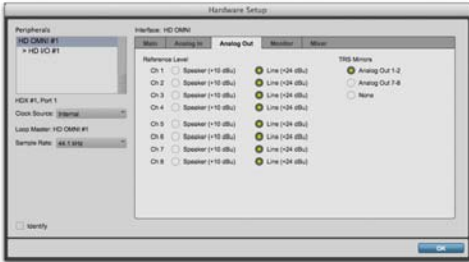 Hardware Setup
Peripherals
HD OMNI #1
> HD I/O #1
HDX #1, Port 1
Clock Source: Internal
Loop Master: HD OMNI #1
Sample Rate: 44.1 kHz
Identify
Interface: HD OMNI
Main Analog In Analog Out Monitor Mixer
Reference Level
Ch 1 Speaker (+10 dBu) Line (+24 dBu)
Ch 2 Speaker (+10 dBu) Line (+24 dBu)
Ch 3 Speaker (+10 dBu) Line (+24 dBu)
Ch 4 Speaker (+10 dBu) Line (+24 dBu)
Ch 5 Speaker (+10 dBu) Line (+24 dBu)
Ch 6 Speaker (+10 dBu) Line (+24 dBu)
Ch 7 Speaker (+10 dBu) Line (+24 dBu)
Ch 8 Speaker (+10 dBu) Line (+24 dBu)
TRS Mirrors
Analog Out 1-2
Analog Out 7-8
None
OK